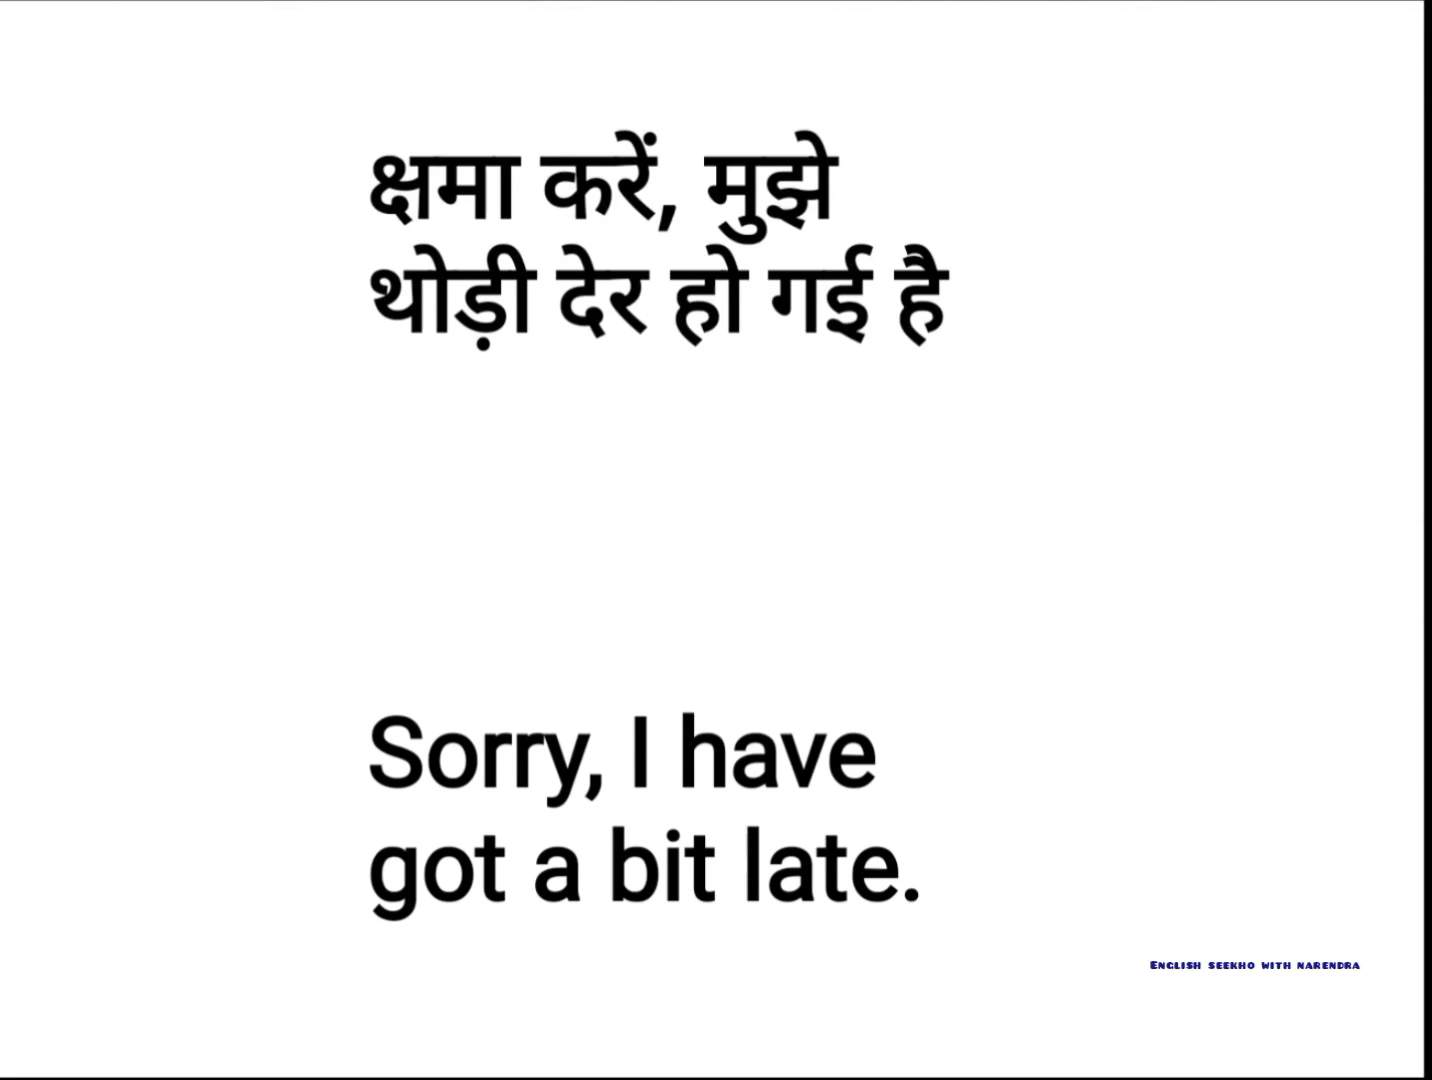 क्षमा करें, मुझे
थोड़ी देर हो गई है
Sorry, I have
got a bit late.
English seekho with narendra